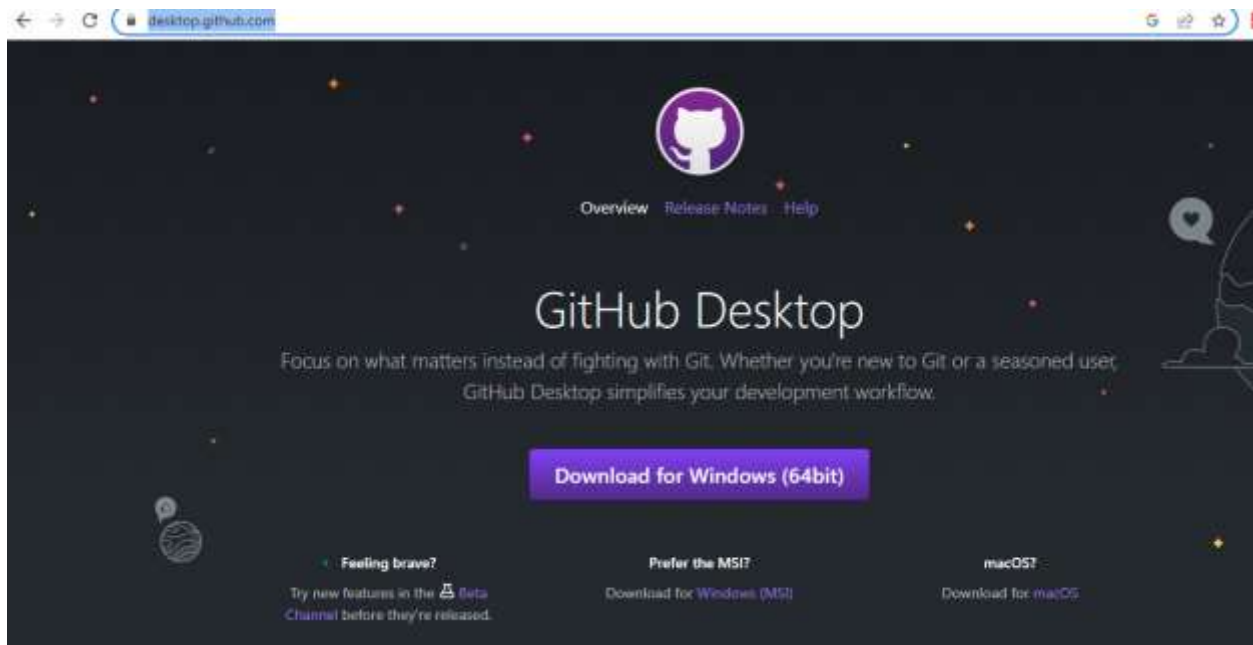 desktop.github.com
Overview Release Notes Help
GitHub Desktop
Focus on what matters instead of fighting with Git. Whether you're new to Git or a seasoned user,
GitHub Desktop simplifies your development workflow.
Download for Windows (64bit)
Feeling brave?
Try new features in the Beta
Channel before they're released.
Prefer the MSI?
Download for Windows (MSI)
macOS?
Download for macOS